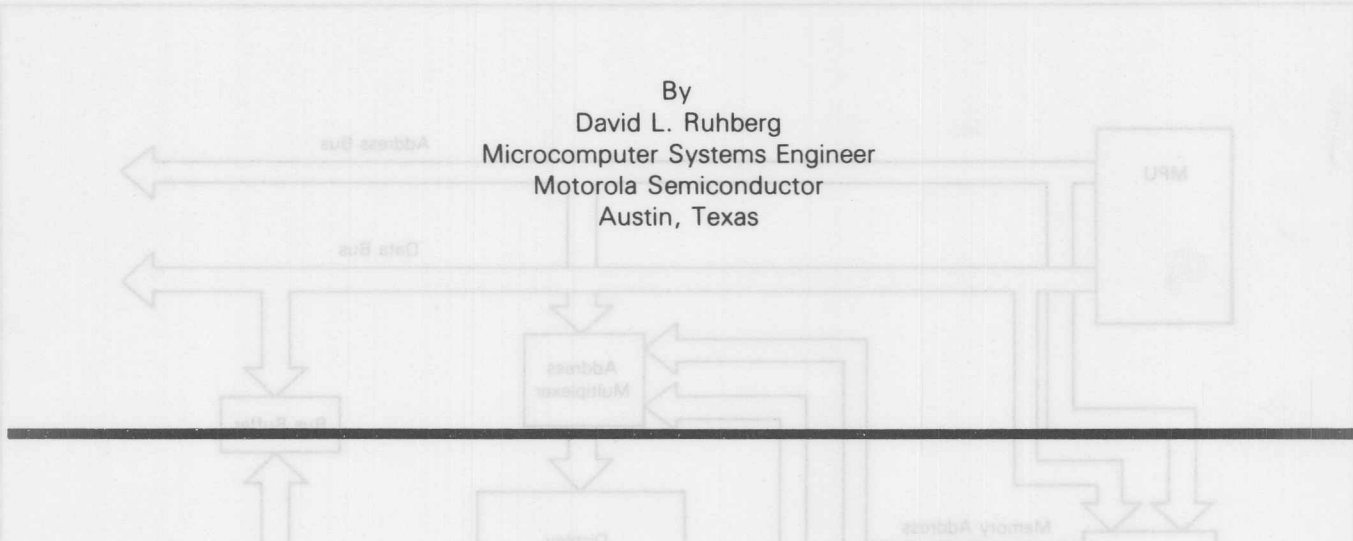 By
David L. Ruhberg
Microcomputer Systems Engineer
Motorola Semiconductor
Austin, Texas
Address Bus
MPU
Data Bus
Address
Multiplexer
Bus Buffer
Memory Address
Display